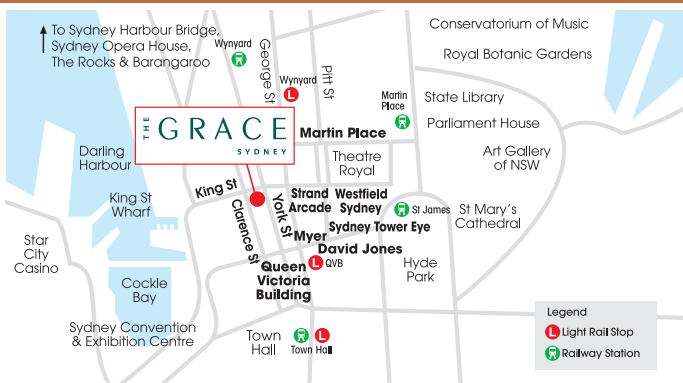 To Sydney Harbour Bridge,
Sydney Opera House,
The Rocks & Barangaroo
Wynyard
George St
Wynyard
Pitt St
Conservatorium of Music
Royal Botanic Gardens
Martin
Place
State Library
Parliament House
Art Gallery
of NSW
THE
GRACE
SYDNEY
Martin Place
Theatre
Royal
Darling
Harbour
King St
King St
Wharf
Clarence St
York St
Strand
Arcade
Westfield
Sydney
St James
St Mary's
Cathedral
Sydney Tower Eye
Myer
David Jones
QVB
Queen
Victoria
Building
Hyde
Park
Star
City
Casino
Cockle
Bay
Sydney Convention
& Exhibition Centre
Town
Hall
Town Hall
Legend
L Light Rail Stop
Railway Station